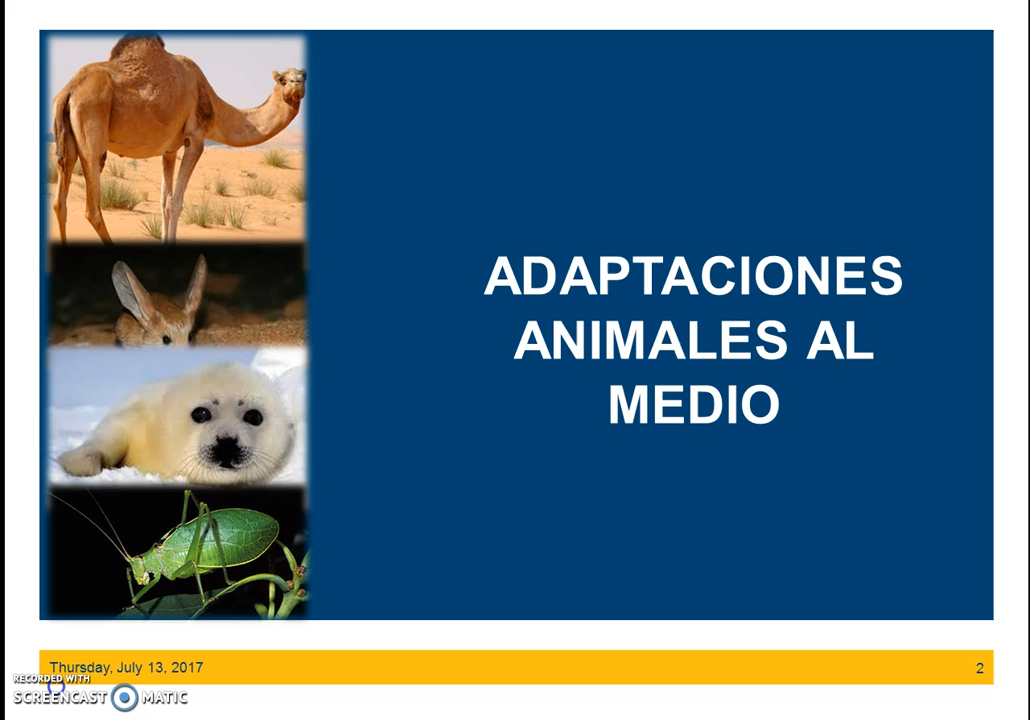 ADAPTACIONES
ANIMALES AL
MEDIO
Thursday, July 13, 2017
2
RECORDED WITH
SCREENCAST MATIC